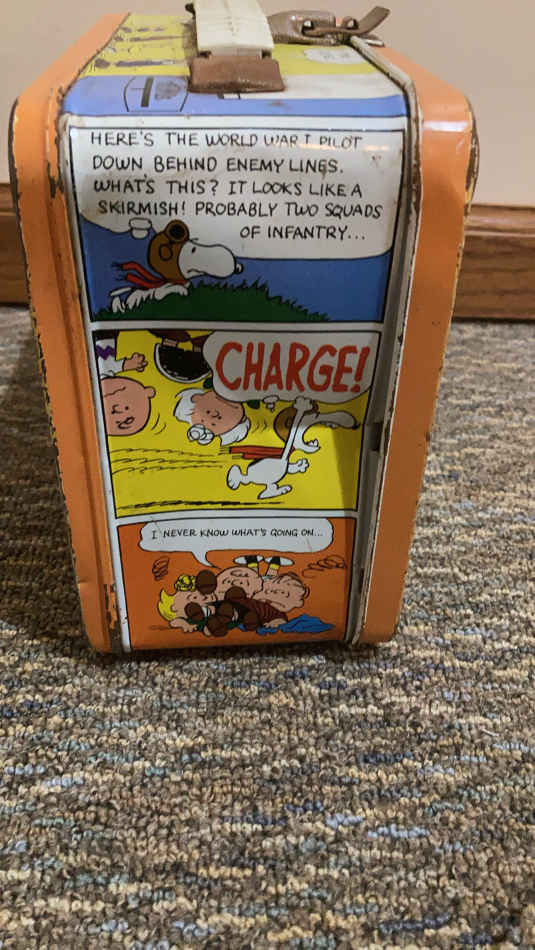 HERE'S THE WORLD WAR I PILOT
DOWN BEHIND ENEMY LINES.
WHAT'S THIS? IT LOOKS LIKE A
SKIRMISH! PROBABLY TWO SQUADS
OF INFANTRY...
CHARGE!
I NEVER KNOW WHAT'S GOING ON...